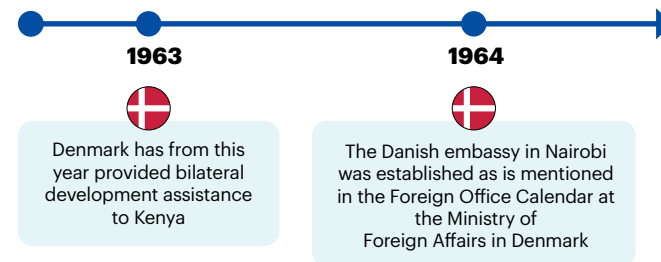 1963
Denmark has from this
year provided bilateral
development assistance
to Kenya
1964
The Danish embassy in Nairobi
was established as is mentioned
in the Foreign Office Calendar at
the Ministry of
Foreign Affairs in Denmark